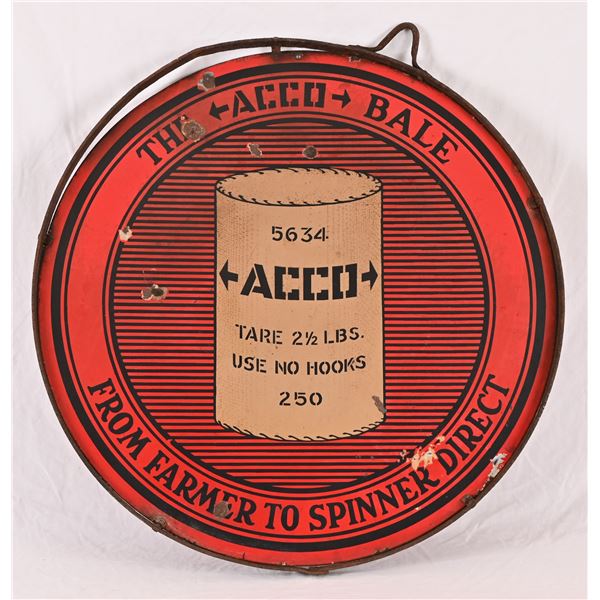 THE ACCO BALE
5634
ACCO
TARE 2½ LBS.
USE NO HOOKS
250
FROM FARMER TO SPINNER DIRECT